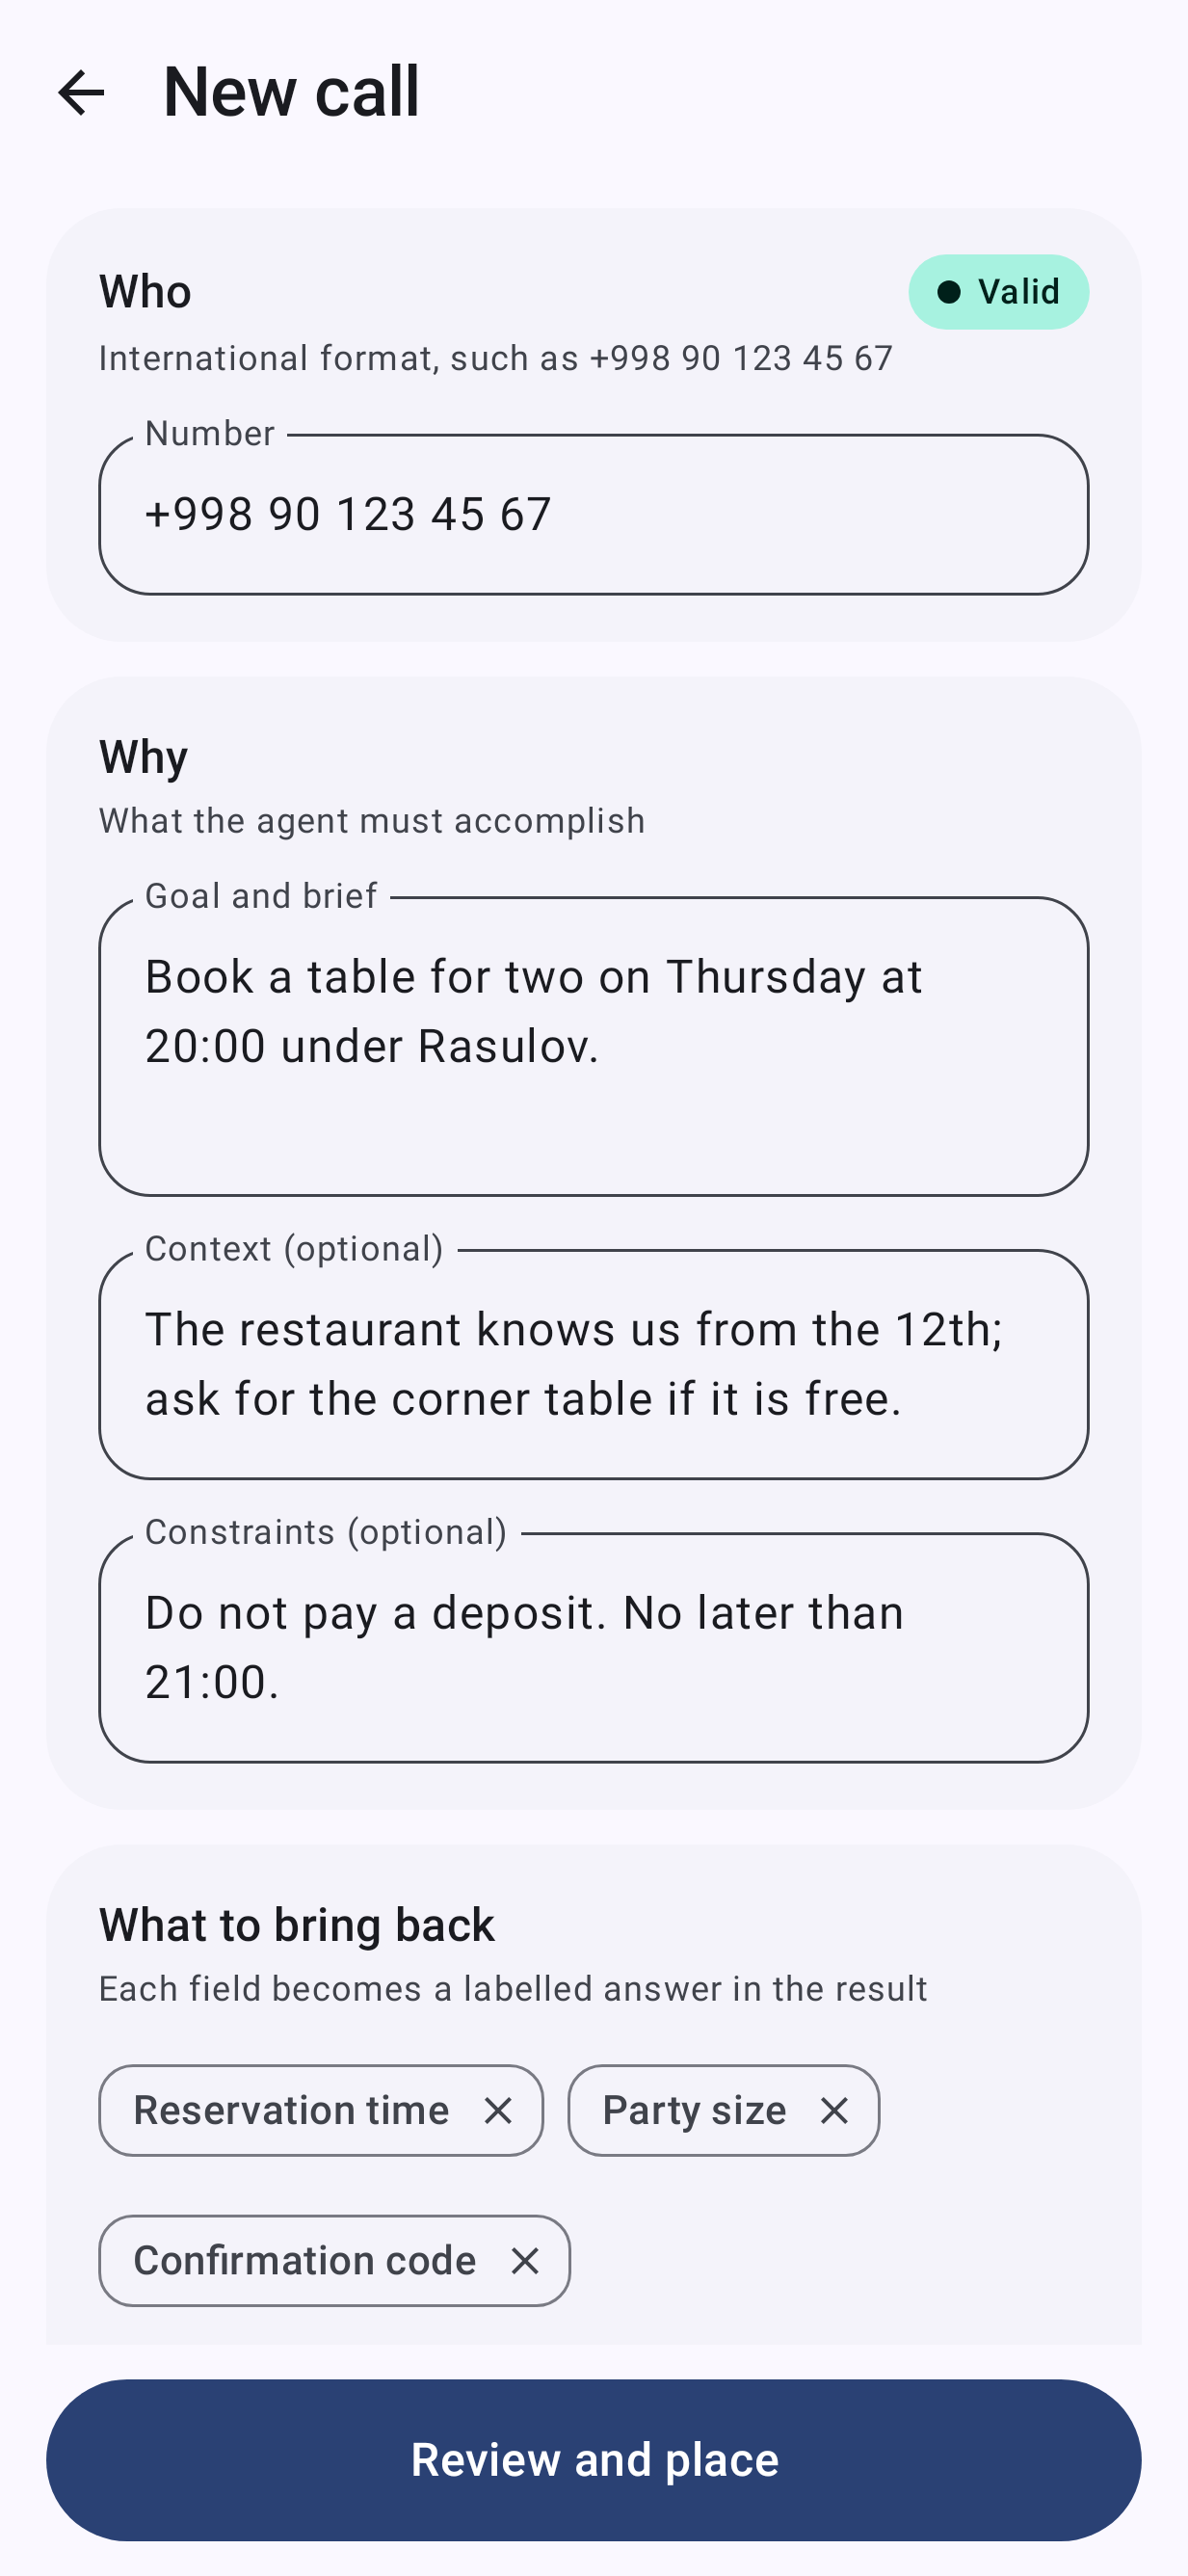 New call
Who
Valid
International format, such as +998 90 123 45 67
Number
+998 90 123 45 67
Why
What the agent must accomplish
Goal and brief
Book a table for two on Thursday at
20:00 under Rasulov.
Context (optional)
The restaurant knows us from the 12th;
ask for the corner table if it is free.
Constraints (optional)
Do not pay a deposit. No later than
21:00.
What to bring back
Each field becomes a labelled answer in the result
Reservation time
Party size
Confirmation code
Review and place